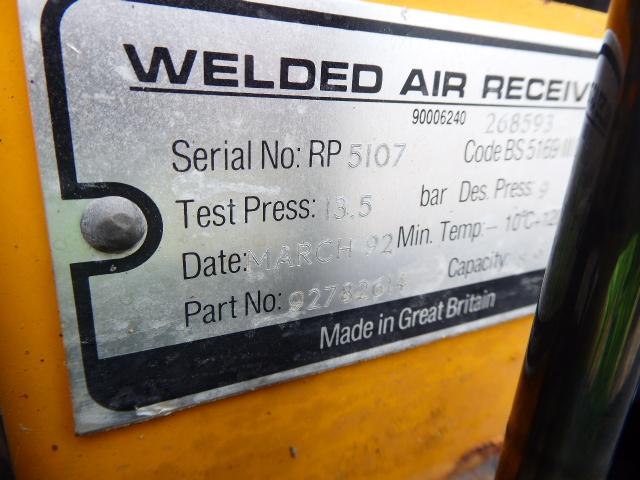 WELDED AIR RECEIV
90006240 268593
Serial No: RP 5107 Code BS 5169
Test Press: 13.5 bar Des. Press: 9
Date: MARCH 92 Min. Temp: - 10°C+
Part No: 92782614 Capacity
Made in Great Britain